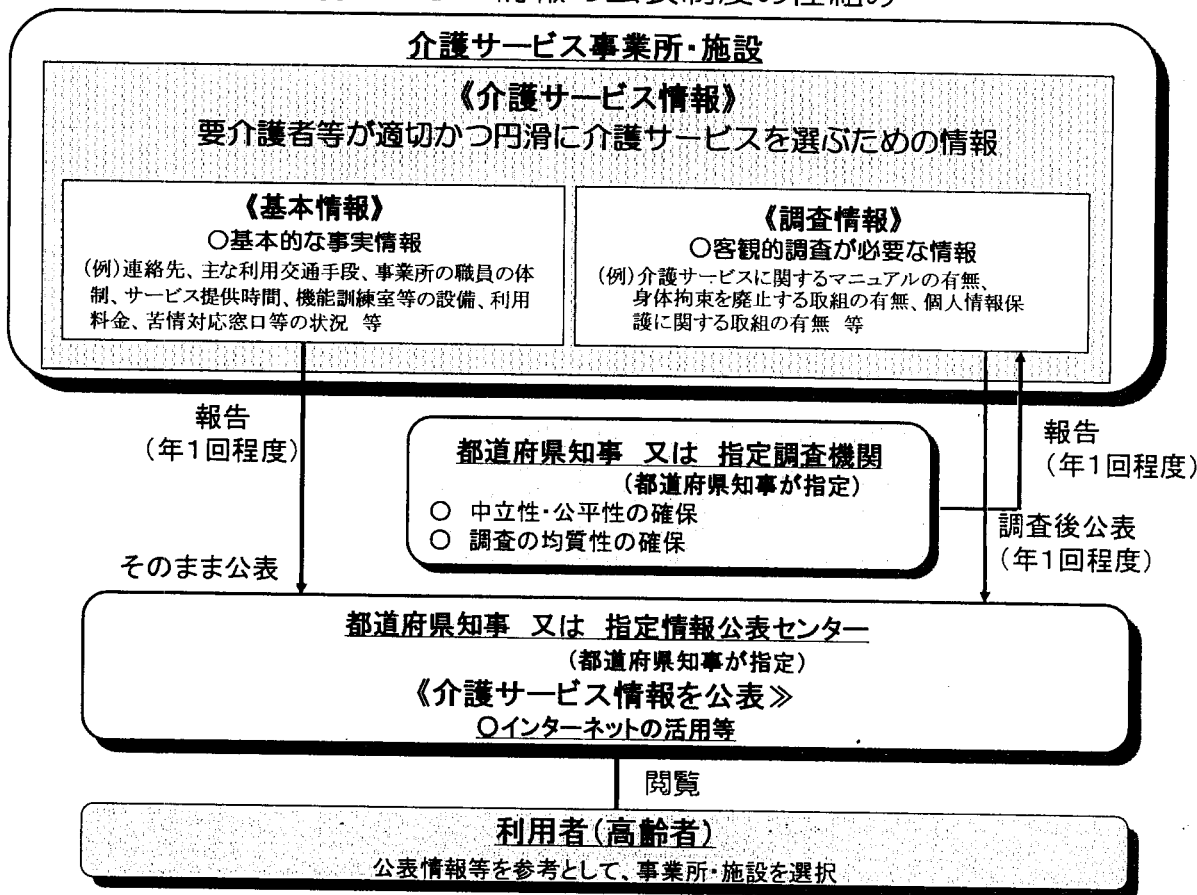 情報の公表制度の仕組み
介護サービス事業所・施設
《介護サービス情報》
要介護者等が適切かつ円滑に介護サービスを選ぶための情報
《基本情報》
○基本的な事実情報
(例)連絡先、主な利用交通手段、事業所の職員の体
制、サービス提供時間、機能訓練室等の設備、利用
料金、苦情対応窓口等の状況 等
《調査情報》
○客観的調査が必要な情報
(例)介護サービスに関するマニュアルの有無、
身体拘束を廃止する取組の有無、個人情報保
護に関する取組の有無 等
報告
(年1回程度)
都道府県知事 又は 指定調査機関
(都道府県知事が指定)
○ 中立性・公平性の確保
○ 調査の均質性の確保
報告
(年1回程度)
調査後公表
(年1回程度)
そのまま公表
都道府県知事 又は 指定情報公表センター
(都道府県知事が指定)
《介護サービス情報を公表≫
○インターネットの活用等
閲覧
利用者(高齢者)
公表情報等を参考として、事業所・施設を選択